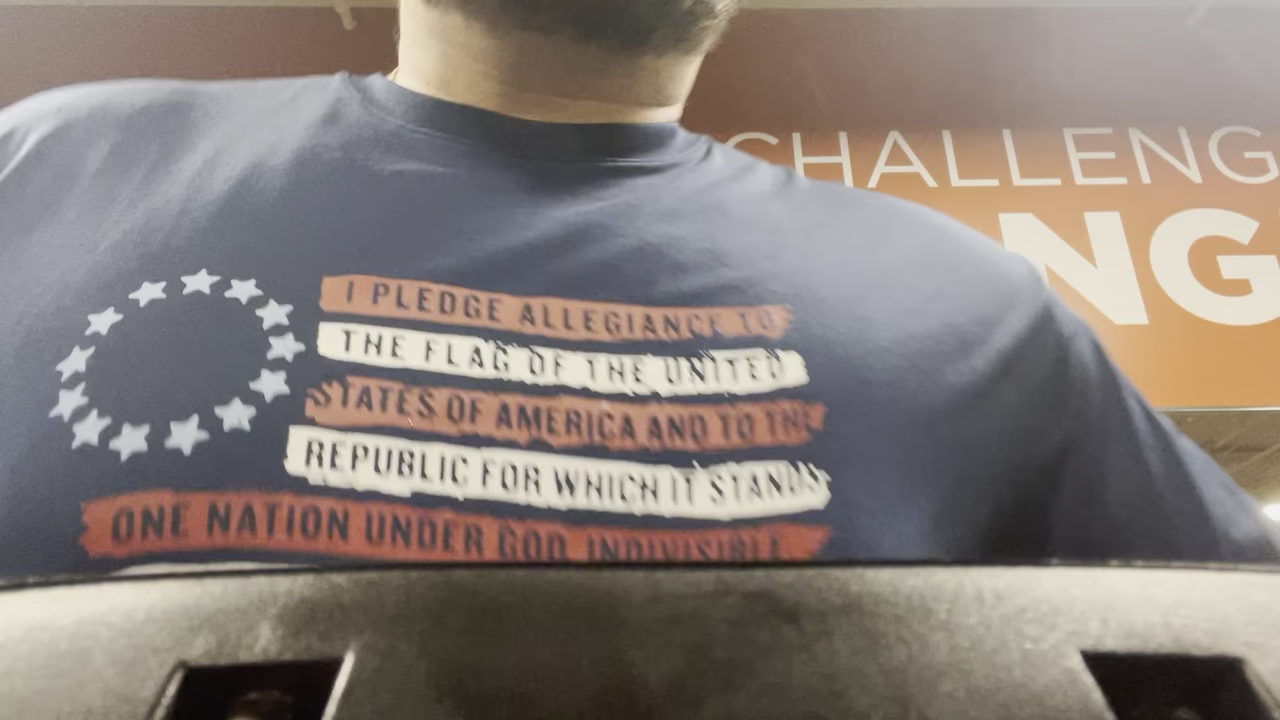 CHALLENG
NG
I PLEDGE ALLEGIANCE TO
THE FLAG OF THE UNITED
STATES OF AMERICA AND TO THE
REPUBLIC FOR WHICH IT STANDS
ONE NATION UNDER GOD, INDIVISIBLE